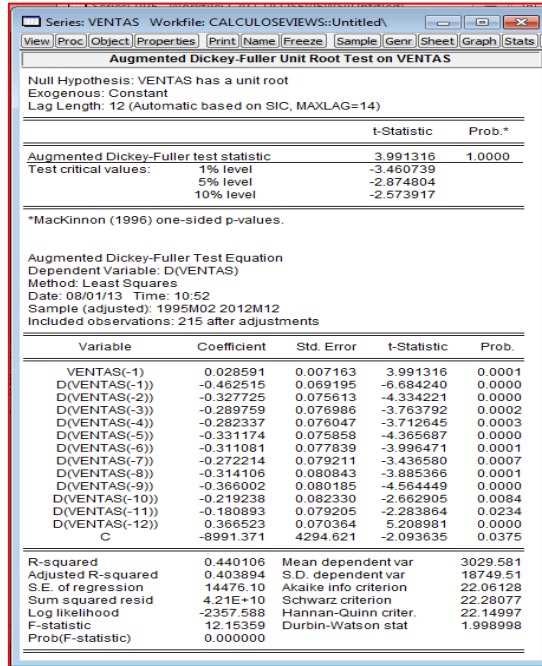 Series: VENTAS Workfile: CALCULOSEVIEWS::Untitled\
View Proc Object Properties Print Name Freeze Sample Genr Sheet Graph Stats
Augmented Dickey-Fuller Unit Root Test on VENTAS
Null Hypothesis: VENTAS has a unit root
Exogenous: Constant
Lag Length: 12 (Automatic based on SIC, MAXLAG=14)
t-Statistic Prob.*
Augmented Dickey-Fuller test statistic 3.991316 1.0000
Test critical values: 1% level -3.460739
5% level -2.874804
10% level -2.573917
*MacKinnon (1996) one-sided p-values.
Augmented Dickey-Fuller Test Equation
Dependent Variable: D(VENTAS)
Method: Least Squares
Date: 08/01/13 Time: 10:52
Sample (adjusted): 1995M02 2012M12
Included observations: 215 after adjustments
Variable Coefficient Std. Error t-Statistic Prob.
VENTAS(-1) 0.028591 0.007163 3.991316 0.0001
D(VENTAS(-1)) -0.462515 0.069195 -6.684240 0.0000
D(VENTAS(-2)) -0.327725 0.075613 -4.334221 0.0000
D(VENTAS(-3)) -0.289759 0.076986 -3.763792 0.0002
D(VENTAS(-4)) -0.282337 0.076047 -3.712645 0.0003
D(VENTAS(-5)) -0.331174 0.075858 -4.365687 0.0000
D(VENTAS(-6)) -0.311081 0.077839 -3.996471 0.0001
D(VENTAS(-7)) -0.272214 0.079211 -3.436580 0.0007
D(VENTAS(-8)) -0.314106 0.080843 -3.885366 0.0001
D(VENTAS(-9)) -0.366002 0.080185 -4.564449 0.0000
D(VENTAS(-10)) -0.219238 0.082330 -2.662905 0.0084
D(VENTAS(-11)) -0.180893 0.079205 -2.283864 0.0234
D(VENTAS(-12)) 0.366523 0.070364 5.208981 0.0000
C -8991.371 4294.621 -2.093635 0.0375
R-squared 0.440106 Mean dependent var 3029.581
Adjusted R-squared 0.403894 S.D. dependent var 18749.51
S.E. of regression 14476.10 Akaike info criterion 22.06128
Sum squared resid 4.21E+10 Schwarz criterion 22.28077
Log likelihood -2357.588 Hannan-Quinn criter. 22.14997
F-statistic 12.15359 Durbin-Watson stat 1.998998
Prob(F-statistic) 0.000000